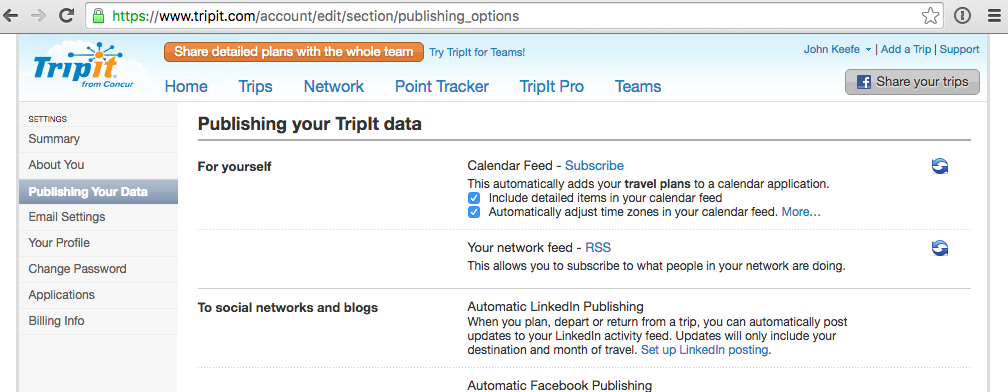 https://www.tripit.com/account/edit/section/publishing_options
Share detailed plans with the whole team Try TripIt for Teams!
John Keefe | Add a Trip | Support
TripIt
from Concur
Home Trips Network Point Tracker TripIt Pro Teams
Share your trips
SETTINGS
Summary
About You
Publishing Your Data
Email Settings
Your Profile
Change Password
Applications
Billing Info
Publishing your TripIt data
For yourself
Calendar Feed - Subscribe
This automatically adds your travel plans to a calendar application.
Include detailed items in your calendar feed
Automatically adjust time zones in your calendar feed. More...
Your network feed - RSS
This allows you to subscribe to what people in your network are doing.
To social networks and blogs
Automatic LinkedIn Publishing
When you plan, depart or return from a trip, you can automatically post
updates to your LinkedIn activity feed. Updates will only include your
destination and month of travel. Set up LinkedIn posting.
Automatic Facebook Publishing